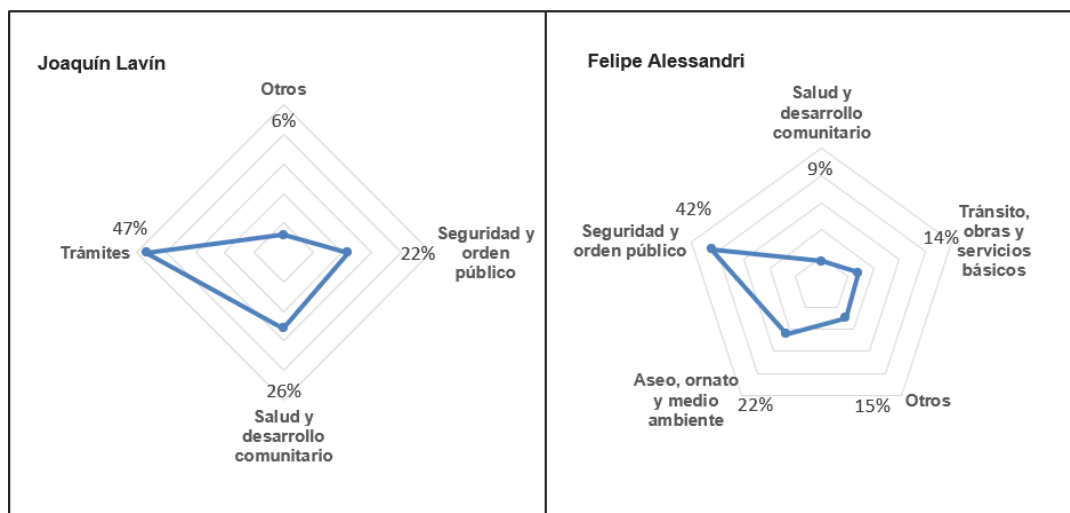 Joaquín Lavín
Otros
6%
47%
Trámites
Seguridad y
22% orden
público
26%
Salud y
desarrollo
comunitario
Felipe Alessandri
Salud y
desarrollo
comunitario
9%
42%
Seguridad y
orden público
Tránsito,
14% obras y
servicios
básicos
Aseo, ornato
y medio
ambiente
22%
15%
Otros